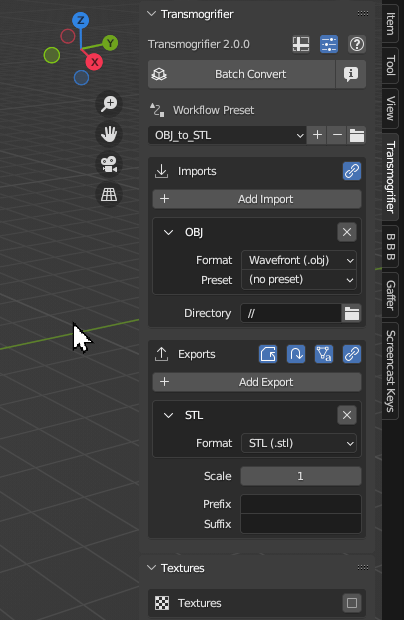 Transmogrifier
Transmogrifier 2.0.0
Batch Convert
Workflow Preset
OBJ_to_STL
Imports
Add Import
OBJ
Format Wavefront (.obj)
Preset (no preset)
Directory //
Exports
Add Export
STL
Format STL (.stl)
Scale 1
Prefix
Suffix
Textures
Textures
Z
Y
X
Item
Tool
View
Transmogrifier
B B B
Gaffer
Screencast Keys